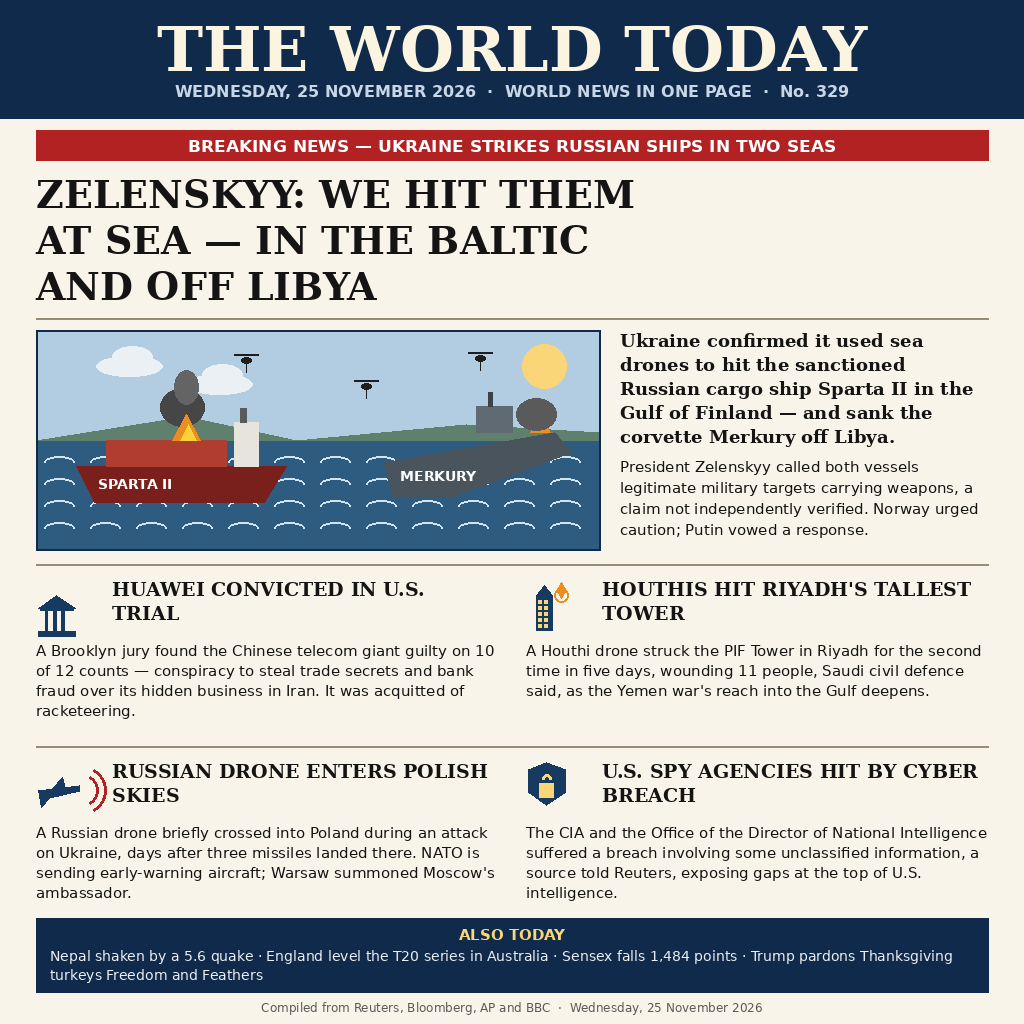 THE WORLD TODAY
WEDNESDAY, 25 NOVEMBER 2026 · WORLD NEWS IN ONE PAGE · No. 329
BREAKING NEWS — UKRAINE STRIKES RUSSIAN SHIPS IN TWO SEAS
ZELENSKYY: WE HIT THEM
AT SEA — IN THE BALTIC
AND OFF LIBYA
SPARTA II
MERKURY
Ukraine confirmed it used sea
drones to hit the sanctioned
Russian cargo ship Sparta II in the
Gulf of Finland — and sank the
corvette Merkury off Libya.
President Zelenskyy called both vessels
legitimate military targets carrying weapons, a
claim not independently verified. Norway urged
caution; Putin vowed a response.
HUAWEI CONVICTED IN U.S.
TRIAL
A Brooklyn jury found the Chinese telecom giant guilty on 10
of 12 counts — conspiracy to steal trade secrets and bank
fraud over its hidden business in Iran. It was acquitted of
racketeering.
HOUTHIS HIT RIYADH'S TALLEST
TOWER
A Houthi drone struck the PIF Tower in Riyadh for the second
time in five days, wounding 11 people, Saudi civil defence
said, as the Yemen war's reach into the Gulf deepens.
RUSSIAN DRONE ENTERS POLISH
SKIES
A Russian drone briefly crossed into Poland during an attack
on Ukraine, days after three missiles landed there. NATO is
sending early-warning aircraft; Warsaw summoned Moscow's
ambassador.
U.S. SPY AGENCIES HIT BY CYBER
BREACH
The CIA and the Office of the Director of National Intelligence
suffered a breach involving some unclassified information, a
source told Reuters, exposing gaps at the top of U.S.
intelligence.
ALSO TODAY
Nepal shaken by a 5.6 quake · England level the T20 series in Australia · Sensex falls 1,484 points · Trump pardons Thanksgiving
turkeys Freedom and Feathers
Compiled from Reuters, Bloomberg, AP and BBC · Wednesday, 25 November 2026